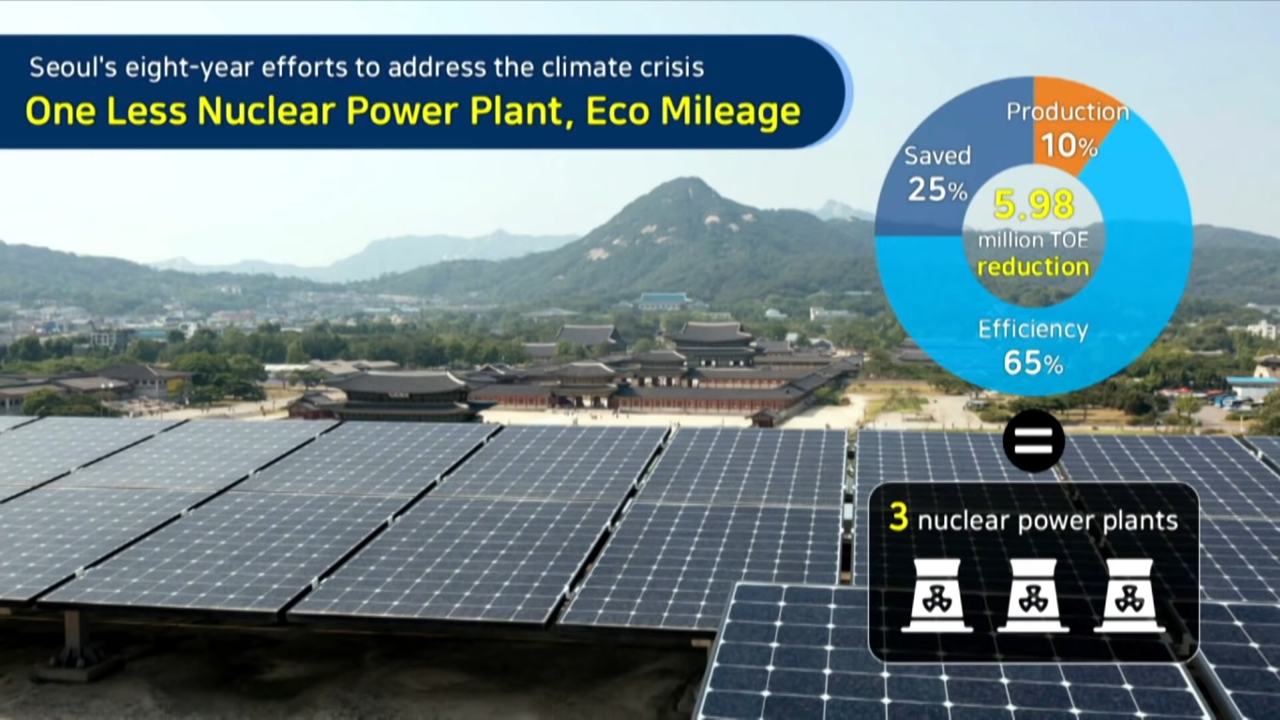 Seoul's eight-year efforts to address the climate crisis
One Less Nuclear Power Plant, Eco Mileage
Production
10%
Saved
25%
5.98
million TOE
reduction
Efficiency
65%
=
3 nuclear power plants